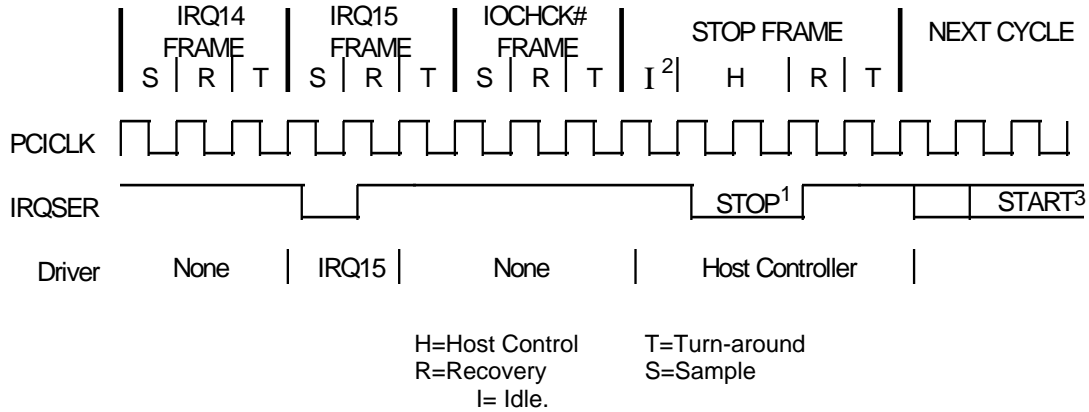 IRQ14 FRAME IRQ15 FRAME IOCHCK# FRAME STOP FRAME NEXT CYCLE
S R T S R T S R T I 2 H R T
PCICLK
IRQSER STOP1 START3
Driver None IRQ15 None Host Controller
H=Host Control T=Turn-around
R=Recovery S=Sample
I= Idle.